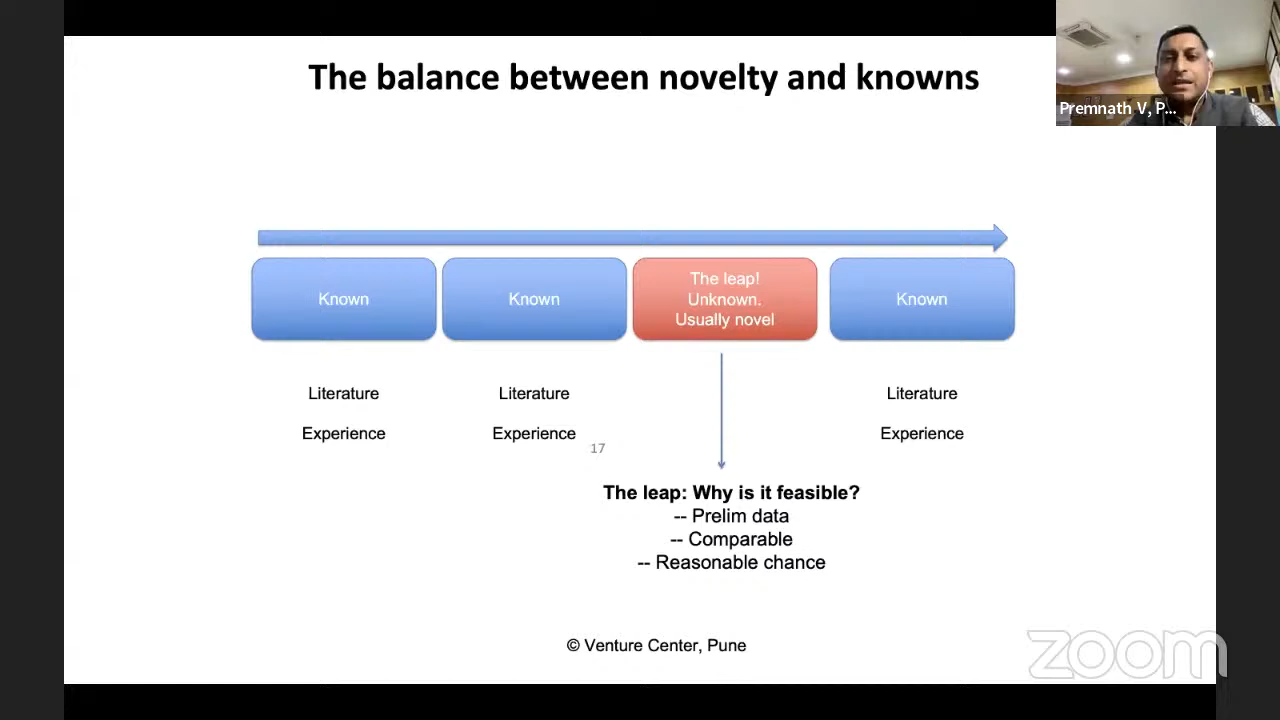 The balance between novelty and knowns
Premnath V, P...
Known
Known
The leap!
Unknown.
Usually novel
Known
Literature
Literature
Literature
Experience
Experience
Experience
17
The leap: Why is it feasible?
-- Prelim data
-- Comparable
-- Reasonable chance
© Venture Center, Pune
zoom